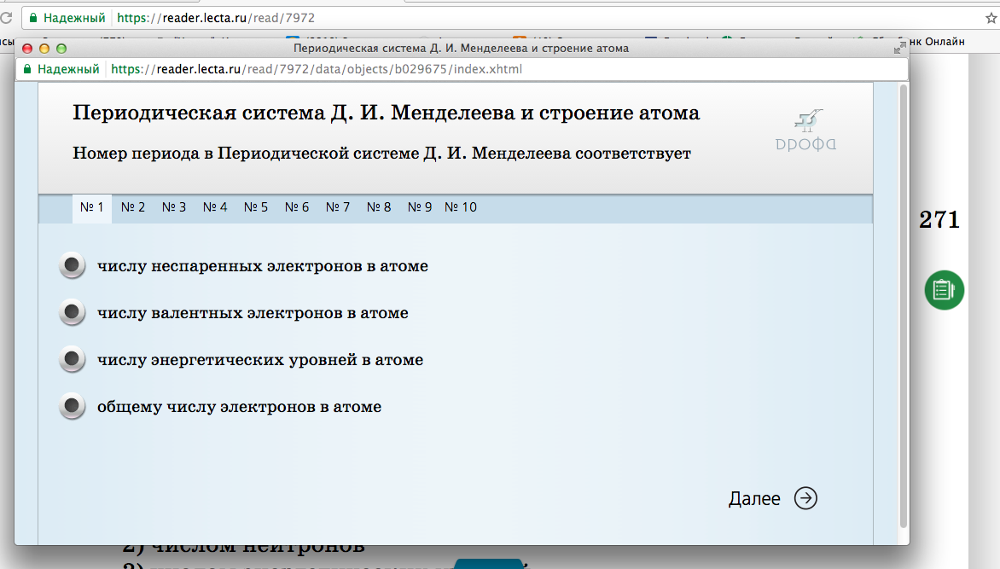 Надежный https://reader.lecta.ru/read/7972
нк Онлайн
Периодическая система Д. И. Менделеева и строение атома
Надежный https://reader.lecta.ru/read/7972/data/objects/b029675/index.xhtml
Периодическая система Д. И. Менделеева и строение атома
ДРОФА
Номер периода в Периодической системе Д. И. Менделеева соответствует
№ 1 № 2 № 3 № 4 № 5 № 6 № 7 № 8 № 9 № 10
271
числу неспаренных электронов в атоме
числу валентных электронов в атоме
числу энергетических уровней в атоме
общему числу электронов в атоме
Далее
2) числом нейтронов